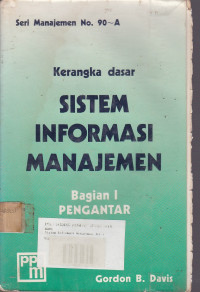 Seri Manajemen No. 90-A
Kerangka dasar
SISTEM
INFORMASI
MANAJEMEN
Bagian I
PENGANTAR
PPM
Gordon B. Davis